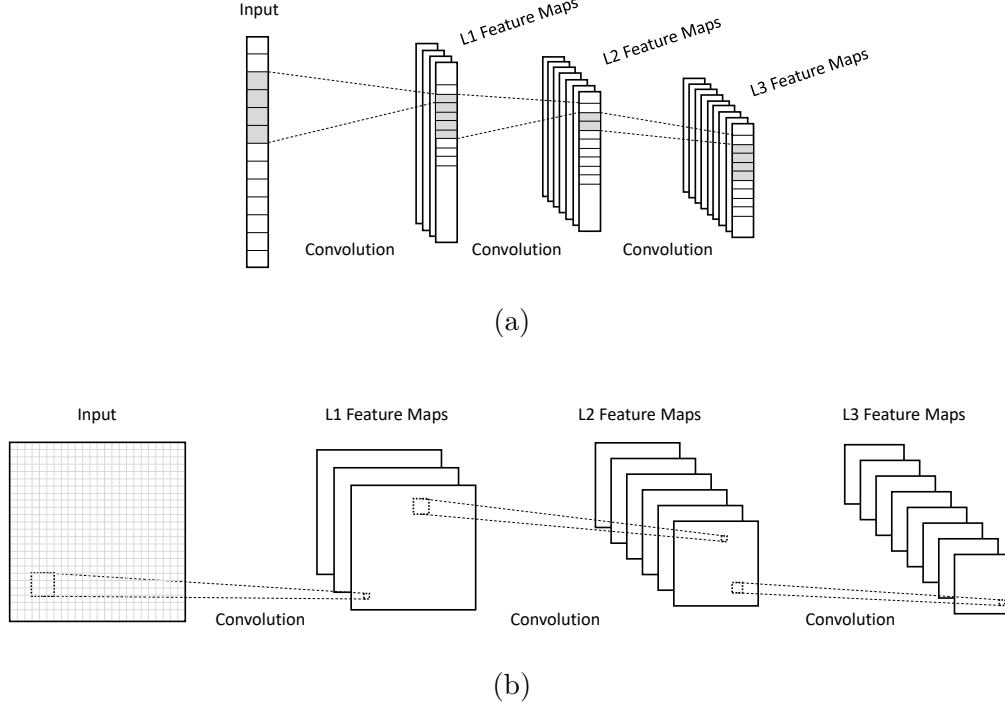 Input
L1 Feature Maps
L2 Feature Maps
L3 Feature Maps
Convolution
Convolution
Convolution
(a)
Input
L1 Feature Maps
L2 Feature Maps
L3 Feature Maps
Convolution
Convolution
Convolution
(b)